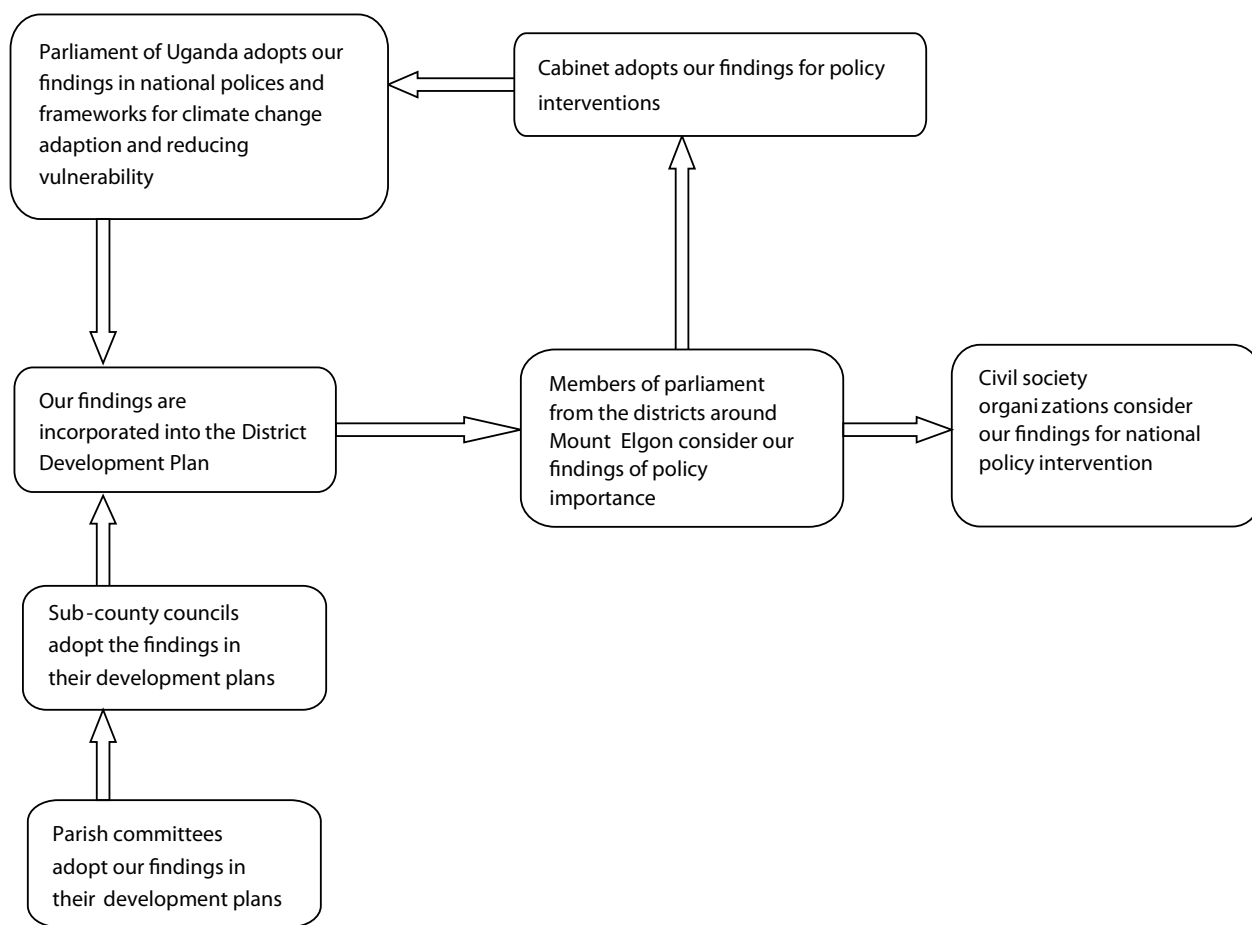 Parliament of Uganda adopts our
findings in national polices and
frameworks for climate change
adaption and reducing
vulnerability
Cabinet adopts our findings for policy
interventions
Our findings are
incorporated into the District
Development Plan
Members of parliament
from the districts around
Mount Elgon consider our
findings of policy
importance
Civil society
organizations consider
our findings for national
policy intervention
Sub-county councils
adopt the findings in
their development plans
Parish committees
adopt our findings in
their development plans